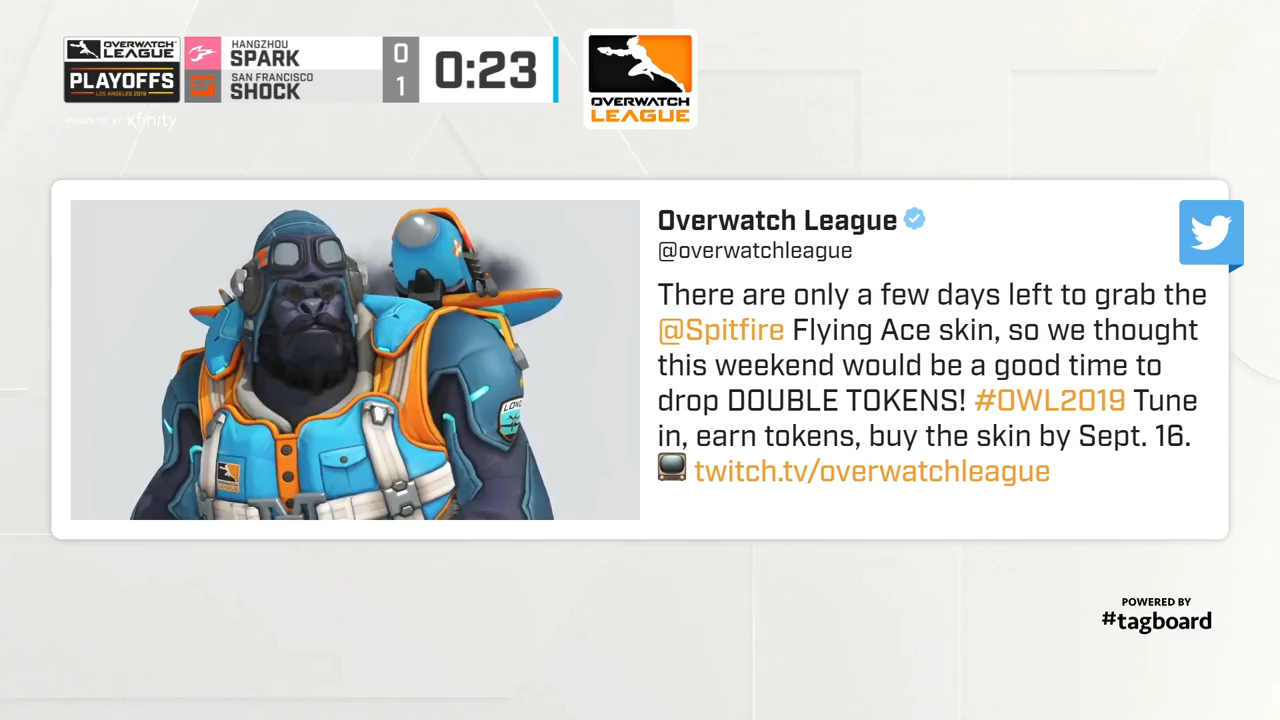 OVERWATCH
LEAGUE
PLAYOFFS
LOS ANGELES 2019
PRESENTED BY xfinity
HANGZHOU
SPARK
0
SAN FRANCISCO
SHOCK
1
0:23
OVERWATCH
LEAGUE
Overwatch League
@overwatchleague
There are only a few days left to grab the
@Spitfire Flying Ace skin, so we thought
this weekend would be a good time to
drop DOUBLE TOKENS! #OWL2019 Tune
in, earn tokens, buy the skin by Sept. 16.
twitch.tv/overwatchleague
POWERED BY
#tagboard